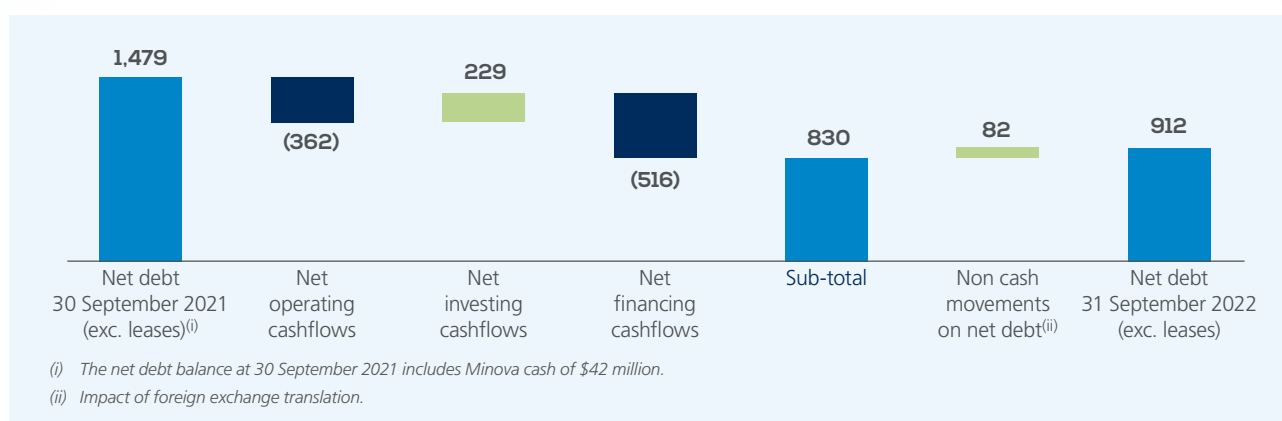 1,479
(362)
229
(516)
830
82
912
Net debt
30 September 2021
(exc. leases)(i)
Net
operating
cashflows
Net
investing
cashflows
Net
financing
cashflows
Sub-total
Non cash
movements
on net debt(ii)
Net debt
31 September 2022
(exc. leases)
(i) The net debt balance at 30 September 2021 includes Minova cash of $42 million.
(ii) Impact of foreign exchange translation.